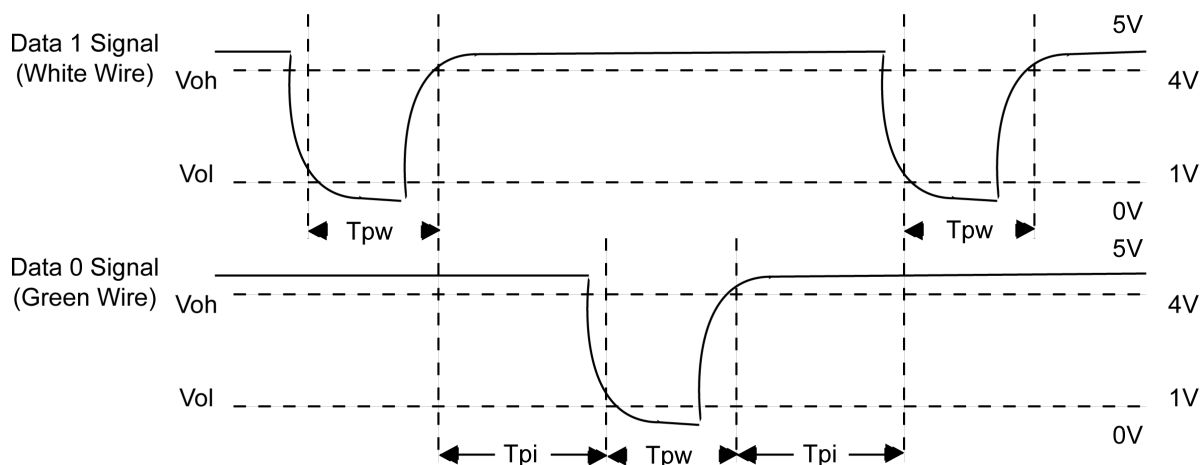 Data 1 Signal
(White Wire)
5V
Voh
4V
Vol
1V
0V
Tpw
Tpw
Data 0 Signal
(Green Wire)
5V
Voh
4V
Vol
1V
0V
Tpi
Tpw
Tpi